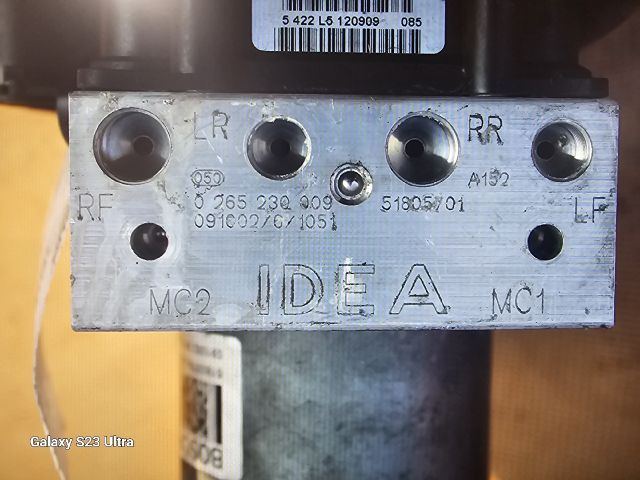 5 422 L5 120909 085
LR RR
050 A152
RF 0 265 230 009 51805701 LF
091002/6/1051
MC2 IDEA MC1
Galaxy S23 Ultra